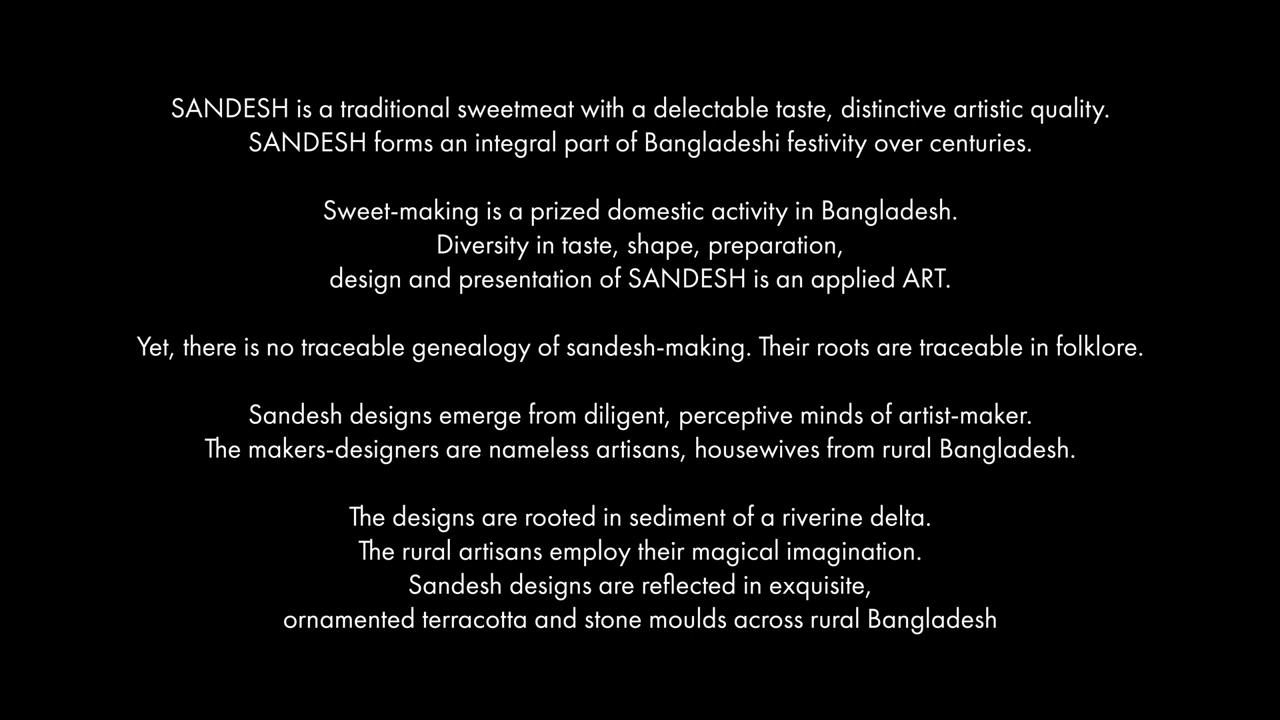 SANDESH is a traditional sweetmeat with a delectable taste, distinctive artistic quality.
SANDESH forms an integral part of Bangladeshi festivity over centuries.
Sweet-making is a prized domestic activity in Bangladesh.
Diversity in taste, shape, preparation,
design and presentation of SANDESH is an applied ART.
Yet, there is no traceable genealogy of sandesh-making. Their roots are traceable in folklore.
Sandesh designs emerge from diligent, perceptive minds of artist-maker.
The makers-designers are nameless artisans, housewives from rural Bangladesh.
The designs are rooted in sediment of a riverine delta.
The rural artisans employ their magical imagination.
Sandesh designs are reflected in exquisite,
ornamented terracotta and stone moulds across rural Bangladesh